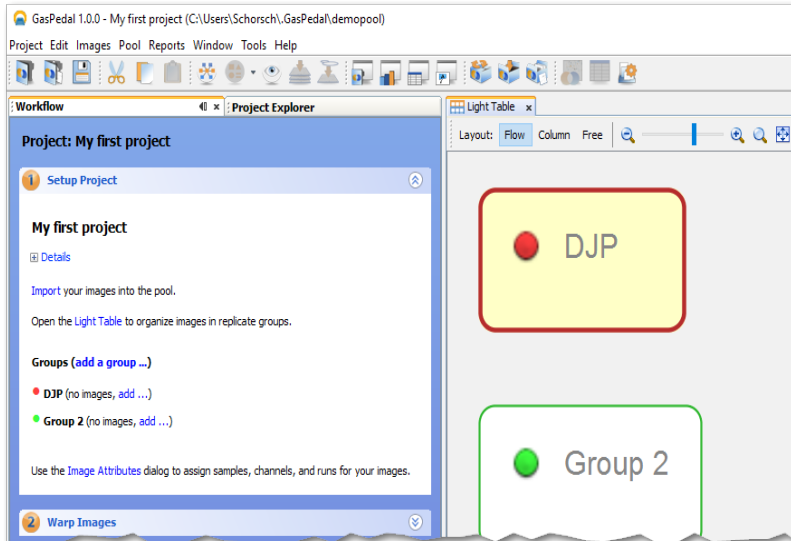 GasPedal 1.0.0 - My first project (C:\Users\Schorsch\.GasPedal\demopool)
Project Edit Images Pool Reports Window Tools Help
Workflow
Project Explorer
Project: My first project
1 Setup Project
My first project
Details
Import your images into the pool.
Open the Light Table to organize images in replicate groups.
Groups (add a group ...)
DJP (no images, add ...)
Group 2 (no images, add ...)
Use the Image Attributes dialog to assign samples, channels, and runs for your images.
2 Warp Images
Light Table
Layout: Flow Column Free
DJP
Group 2